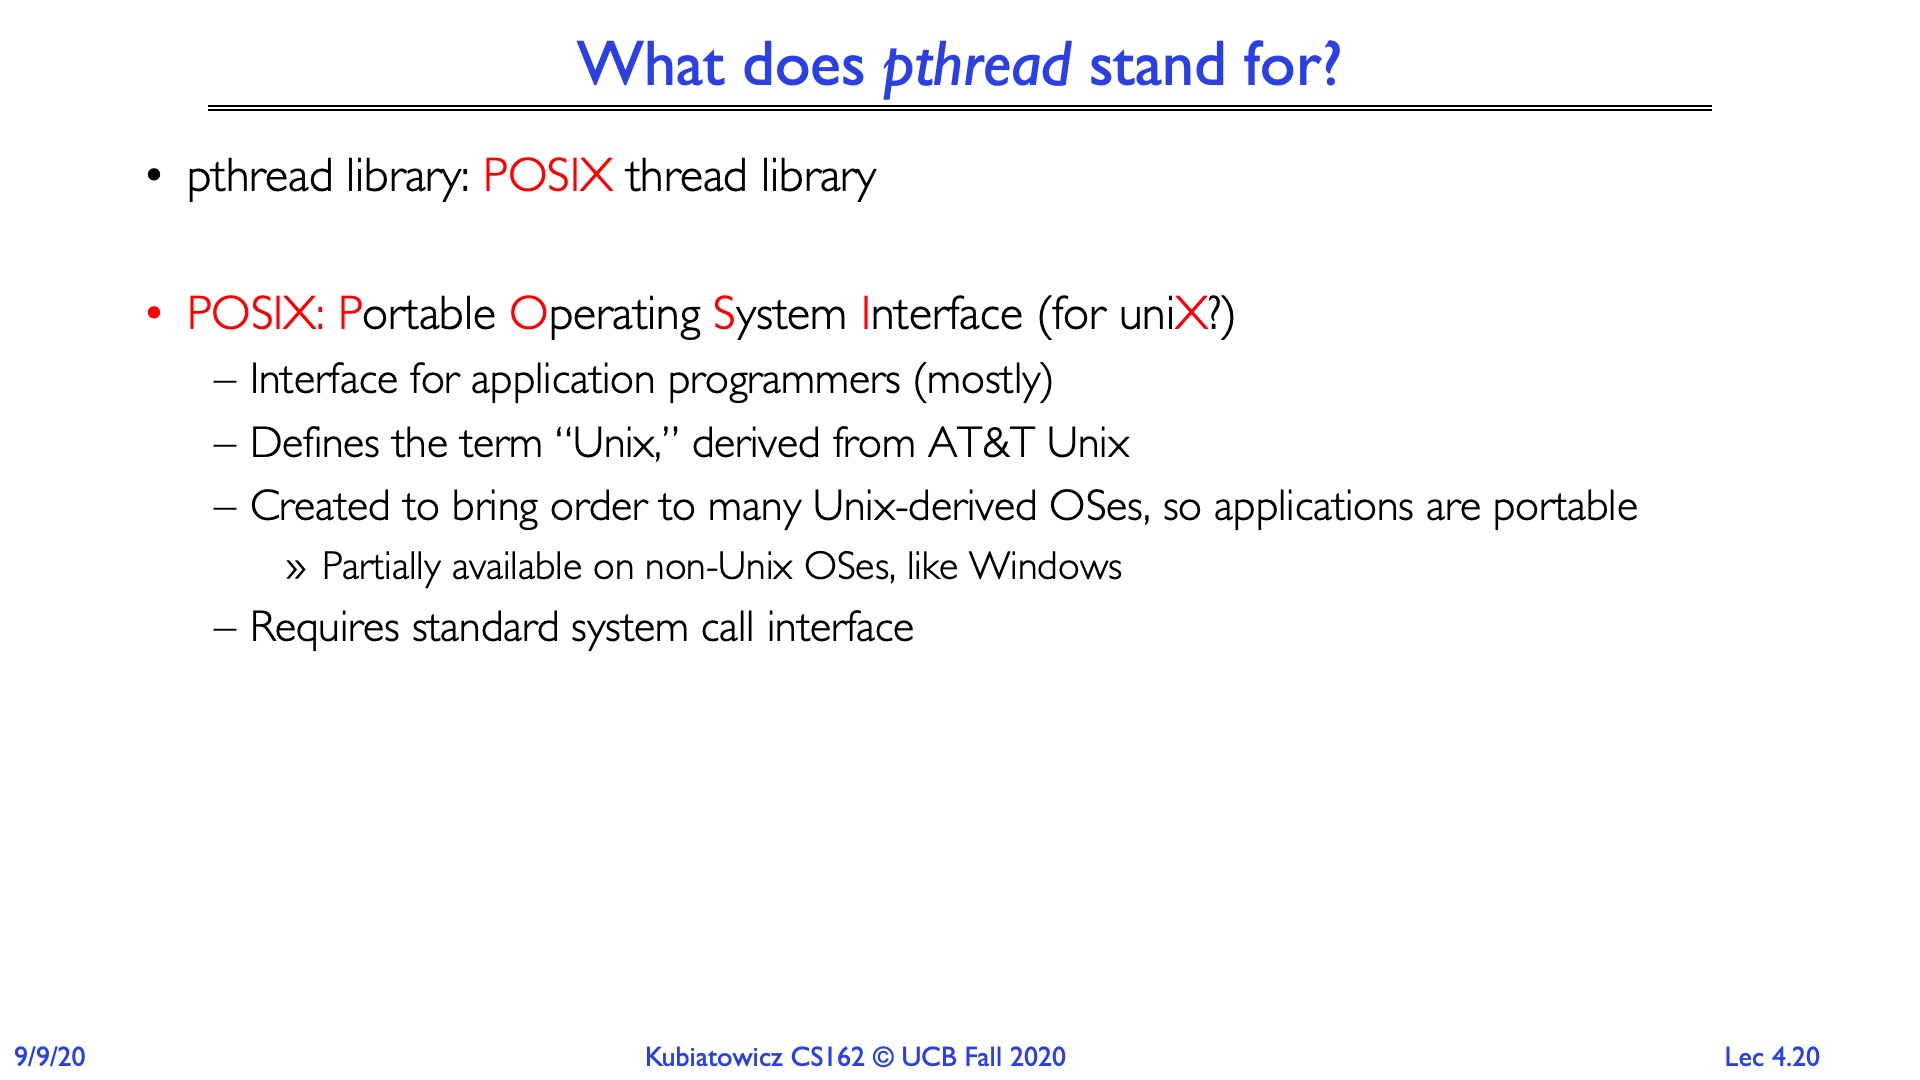 What does pthread stand for?
• pthread library: POSIX thread library
• POSIX: Portable Operating System Interface (for uniX?)
– Interface for application programmers (mostly)
– Defines the term “Unix,” derived from AT&T Unix
– Created to bring order to many Unix-derived OSes, so applications are portable
» Partially available on non-Unix OSes, like Windows
– Requires standard system call interface
9/9/20
Kubiatowicz CS162 © UCB Fall 2020
Lec 4.20